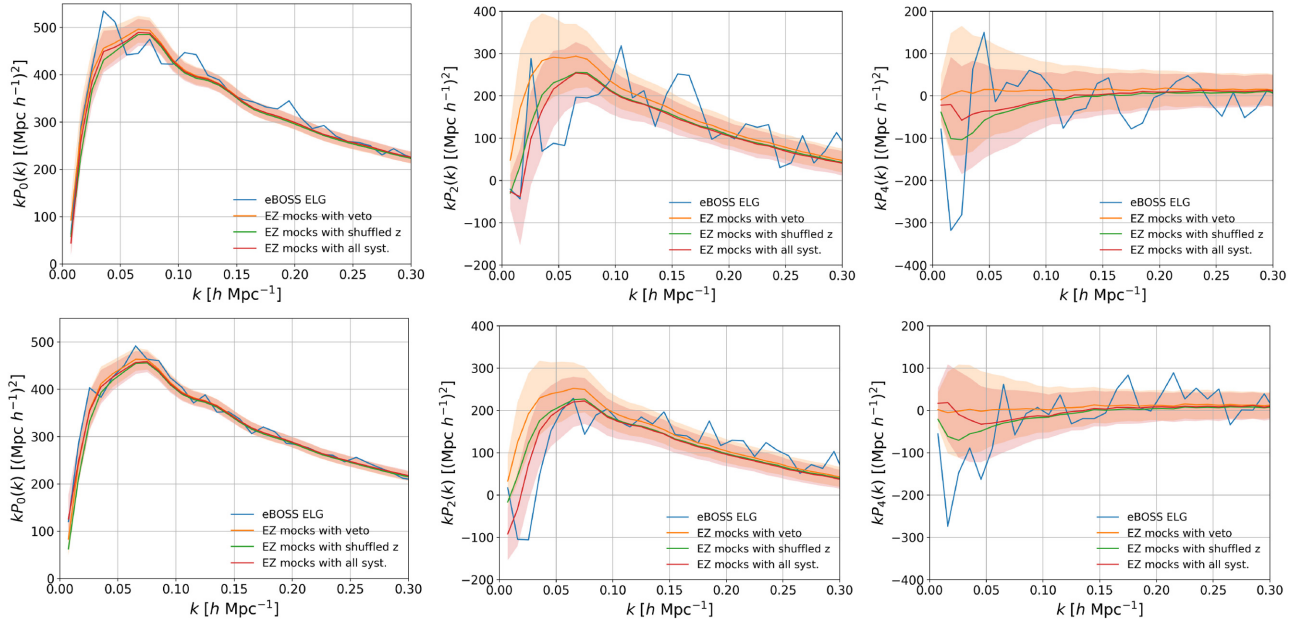 500
400
300
200
100
0
0.00 0.05 0.10 0.15 0.20 0.25 0.30
kP₀(k) [(Mpc h⁻¹)²]
k [h Mpc⁻¹]
eBOSS ELG
EZ mocks with veto
EZ mocks with shuffled z
EZ mocks with all syst.
400
300
200
100
0
−100
−200
0.00 0.05 0.10 0.15 0.20 0.25 0.30
kP₂(k) [(Mpc h⁻¹)²]
k [h Mpc⁻¹]
eBOSS ELG
EZ mocks with veto
EZ mocks with shuffled z
EZ mocks with all syst.
200
100
0
−100
−200
−300
−400
0.00 0.05 0.10 0.15 0.20 0.25 0.30
kP₄(k) [(Mpc h⁻¹)²]
k [h Mpc⁻¹]
eBOSS ELG
EZ mocks with veto
EZ mocks with shuffled z
EZ mocks with all syst.
500
400
300
200
100
0
0.00 0.05 0.10 0.15 0.20 0.25 0.30
kP₀(k) [(Mpc h⁻¹)²]
k [h Mpc⁻¹]
eBOSS ELG
EZ mocks with veto
EZ mocks with shuffled z
EZ mocks with all syst.
400
300
200
100
0
−100
−200
0.00 0.05 0.10 0.15 0.20 0.25 0.30
kP₂(k) [(Mpc h⁻¹)²]
k [h Mpc⁻¹]
eBOSS ELG
EZ mocks with veto
EZ mocks with shuffled z
EZ mocks with all syst.
200
100
0
−100
−200
−300
−400
0.00 0.05 0.10 0.15 0.20 0.25 0.30
kP₄(k) [(Mpc h⁻¹)²]
k [h Mpc⁻¹]
eBOSS ELG
EZ mocks with veto
EZ mocks with shuffled z
EZ mocks with all syst.